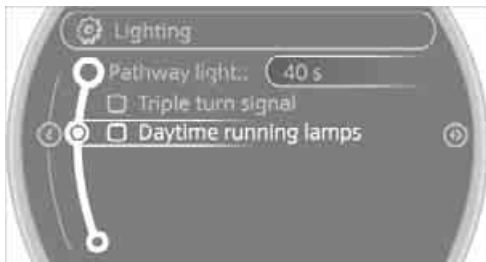 Lighting
Pathway light.: 40 s
Triple turn signal
Daytime running lamps